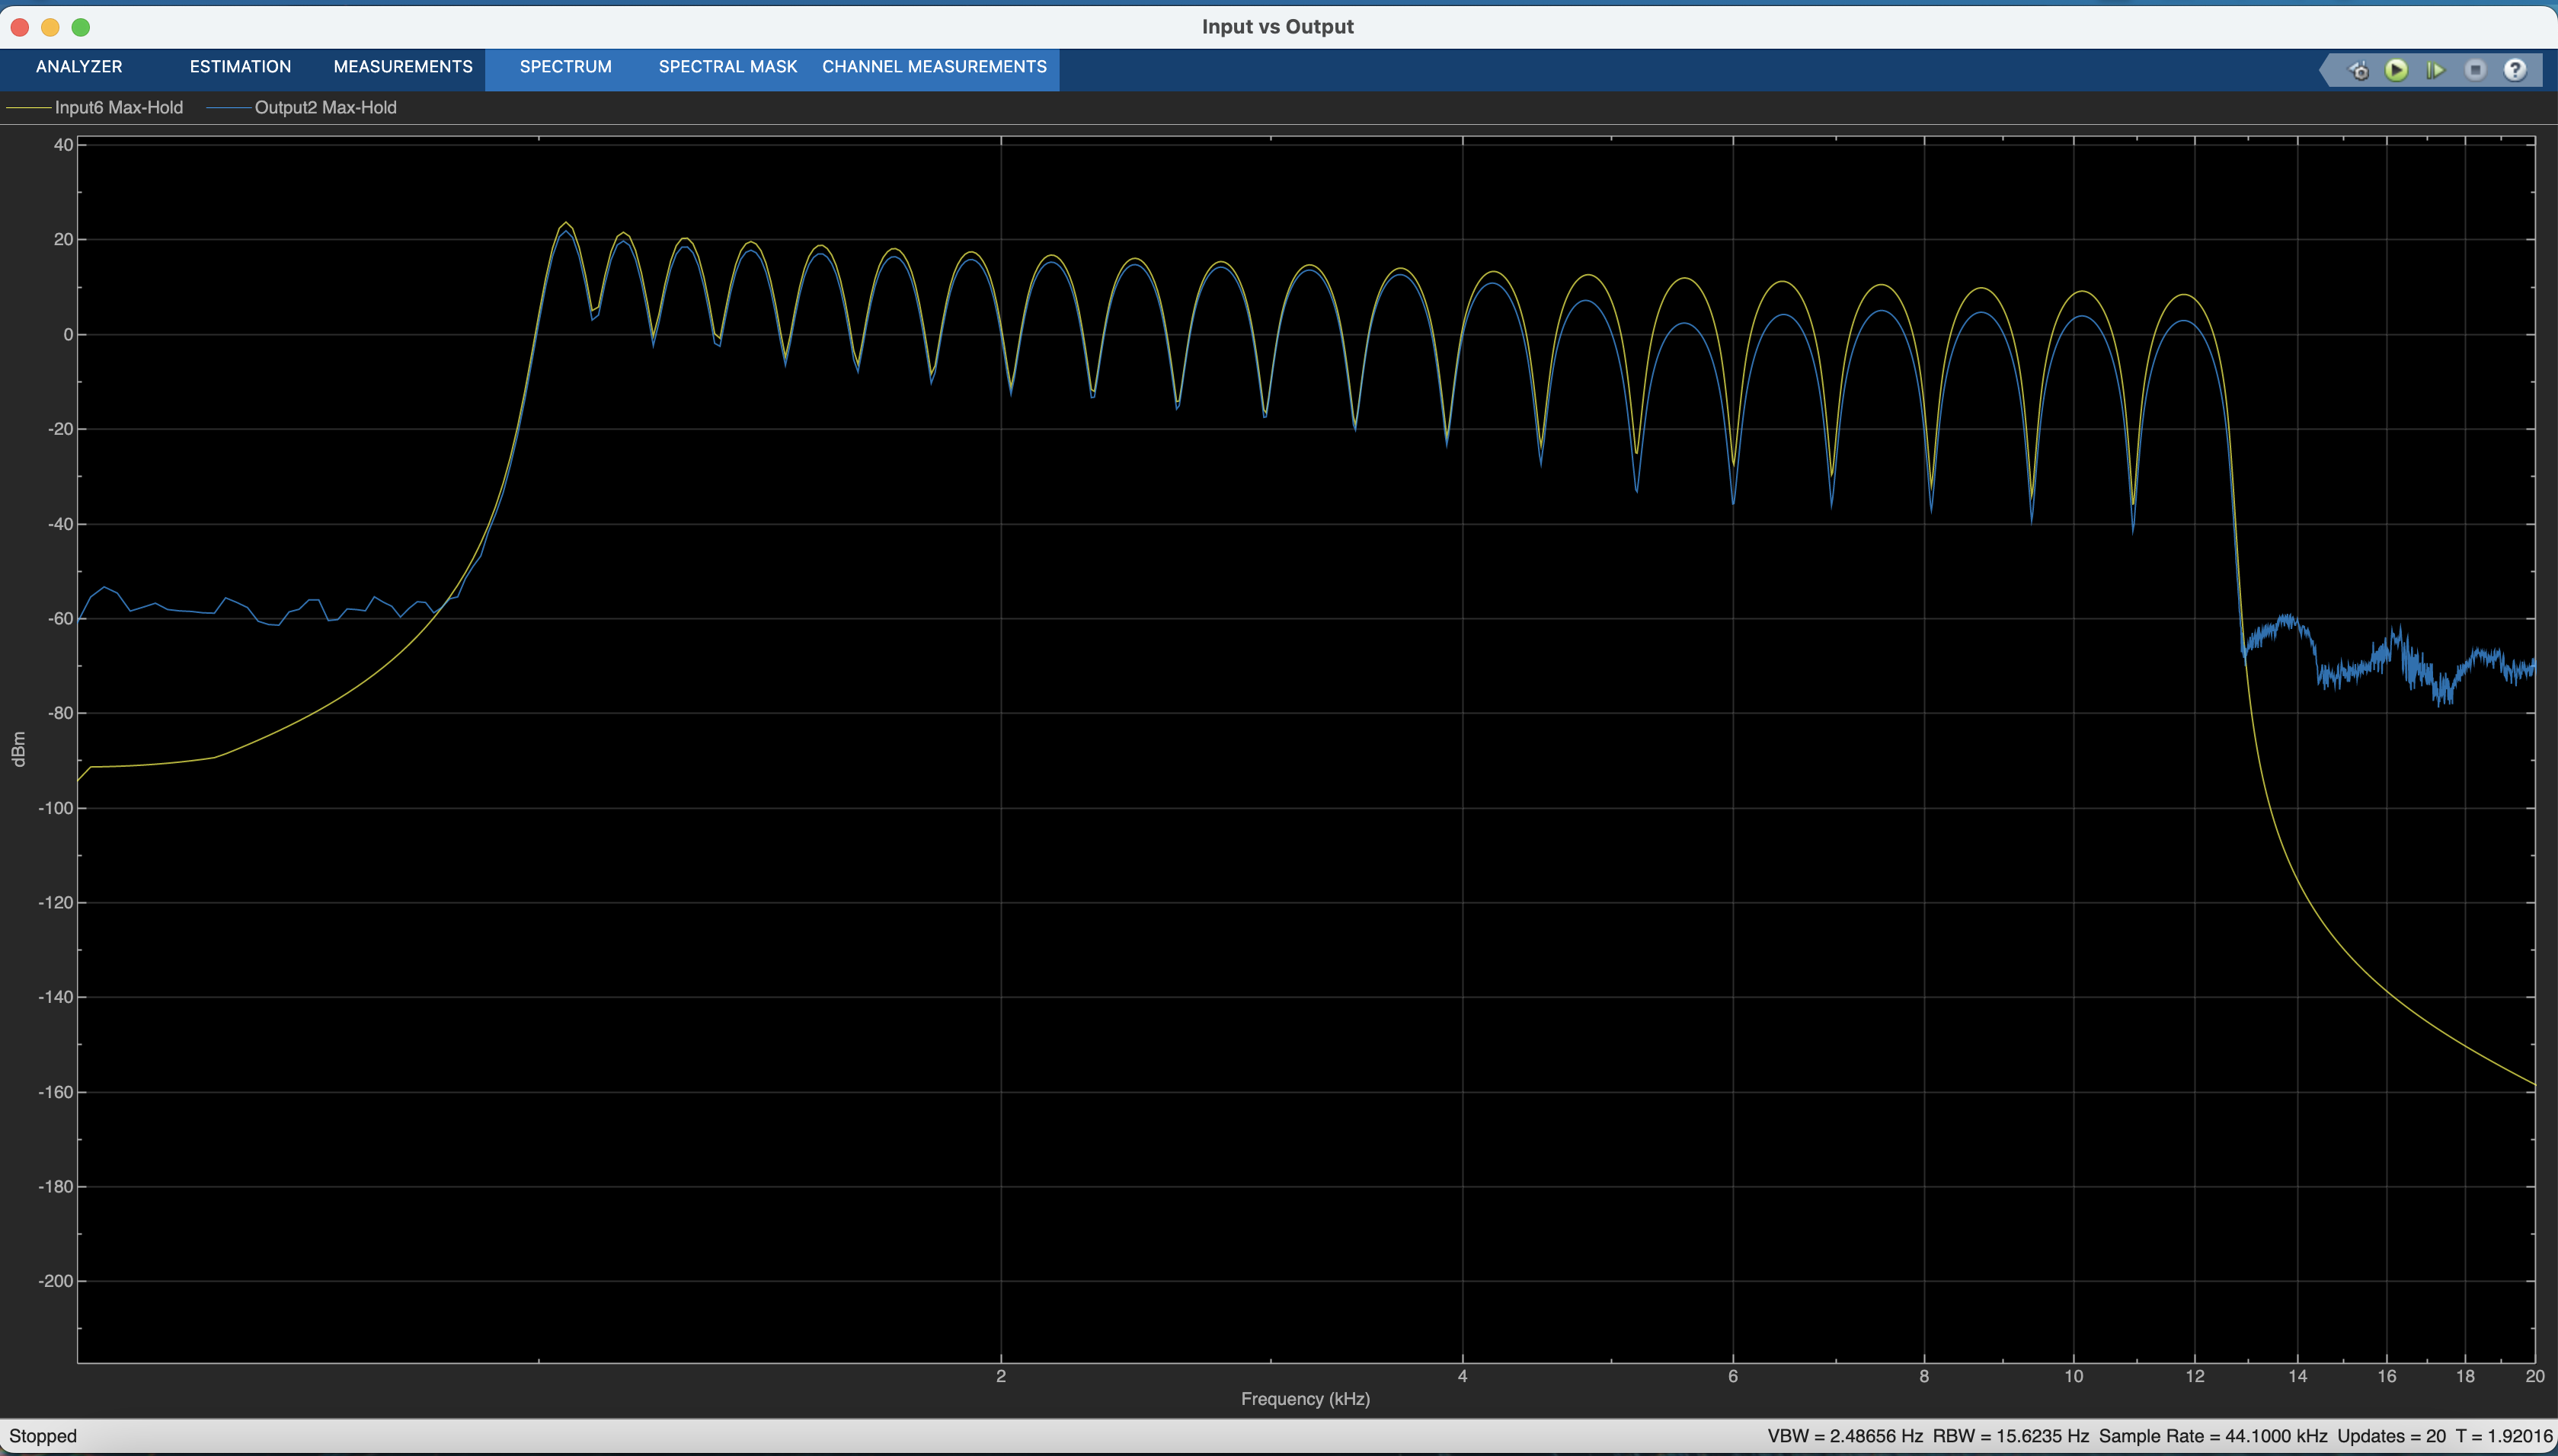 Input vs Output
ANALYZER ESTIMATION MEASUREMENTS SPECTRUM SPECTRAL MASK CHANNEL MEASUREMENTS ?
Input6 Max-Hold Output2 Max-Hold
40
20
0
-20
-40
-60
-80
-100
-120
-140
-160
-180
-200
dBm
2 4 6 8 10 12 14 16 18 20
Frequency (kHz)
Stopped VBW = 2.48656 Hz RBW = 15.6235 Hz Sample Rate = 44.1000 kHz Updates = 20 T = 1.92016